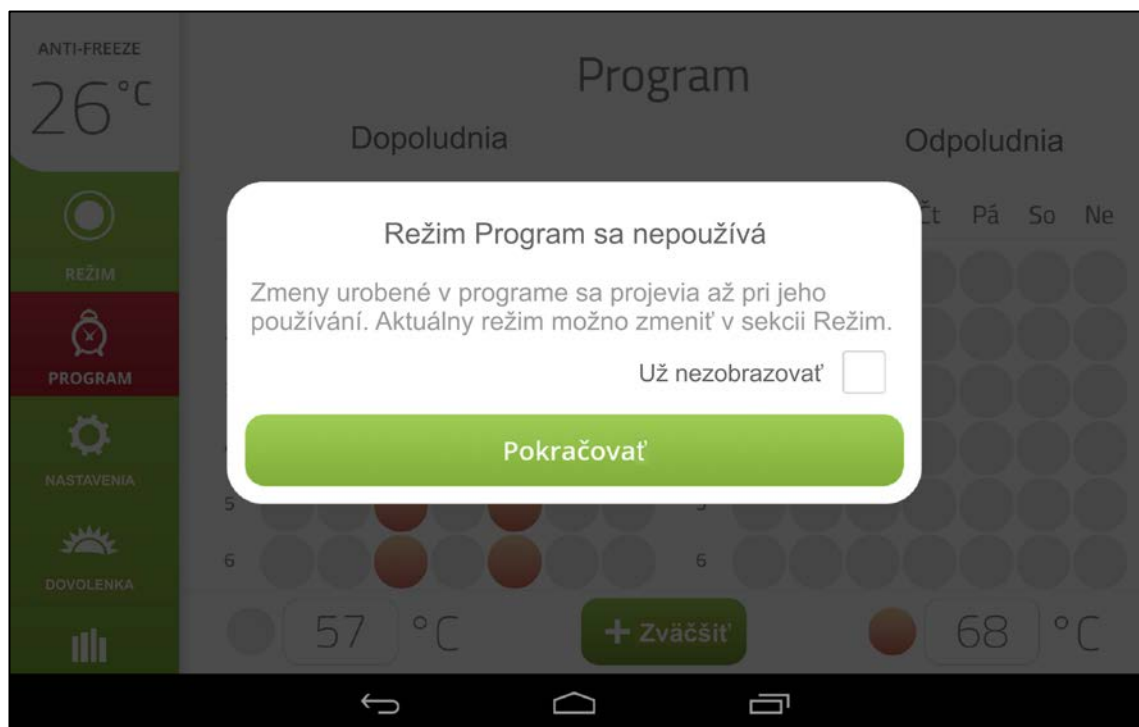 ANTI-FREEZE
26°C
Program
Dopoludnia
Odpoludnia
Čt Pá So Ne
REŽIM
PROGRAM
NASTAVENIA
DOVOLENKA
Režim Program sa nepoužívá
Zmeny urobené v programe sa projevia až pri jeho
používání. Aktuálny režim možno zmeniť v sekcii Režim.
Už nezobrazovať
Pokračovať
5
6 6
57 °C + Zväčšiť 68 °C